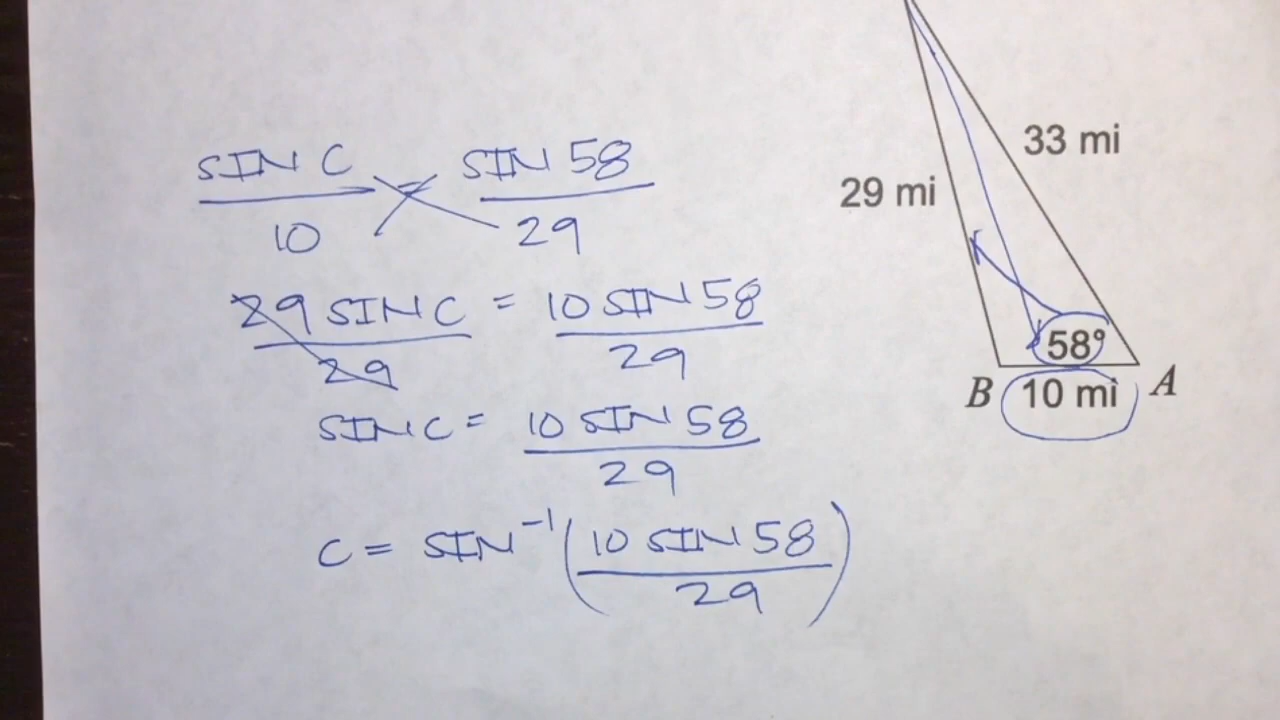 SIN C = SIN 58
10 29
29 SIN C = 10 SIN 58
29 29
SIN C = 10 SIN 58
29
C = SIN⁻¹ (10 SIN 58)
29
33 mi
29 mi
58°
B 10 mi A